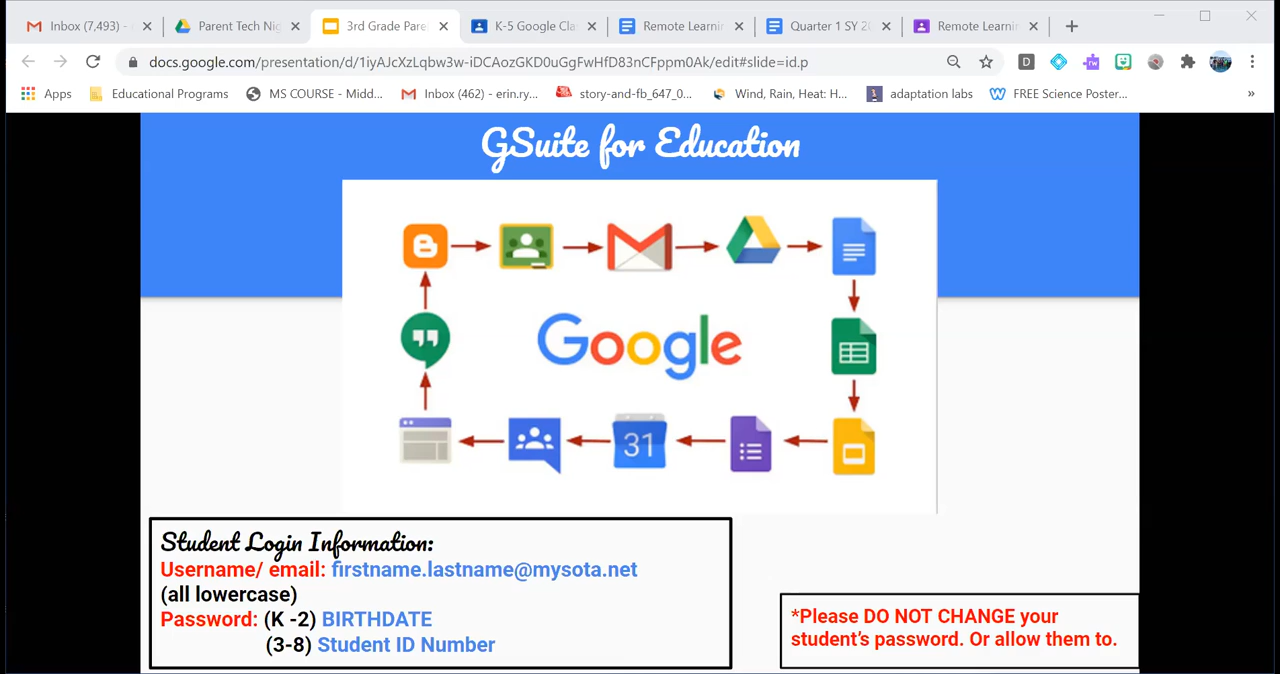 Inbox (7,493) - e
Parent Tech Nig
3rd Grade Pare
K-5 Google Cla
Remote Learnin
Quarter 1 SY 20
Remote Learnin
docs.google.com/presentation/d/1iyAJcXzLqbw3w-iDCAozGKD0uGgFwHfD83nCFppm0Ak/edit#slide=id.p
D
rw
Apps
Educational Programs
MS COURSE - Midd...
Inbox (462) - erin.ry...
story-and-fb_647_0...
Wind, Rain, Heat: H...
adaptation labs
FREE Science Poster...
»
GSuite for Education
Google
31
Student Login Information:
Username/ email: firstname.lastname@mysota.net
(all lowercase)
Password: (K -2) BIRTHDATE
(3-8) Student ID Number
*Please DO NOT CHANGE your
student's password. Or allow them to.